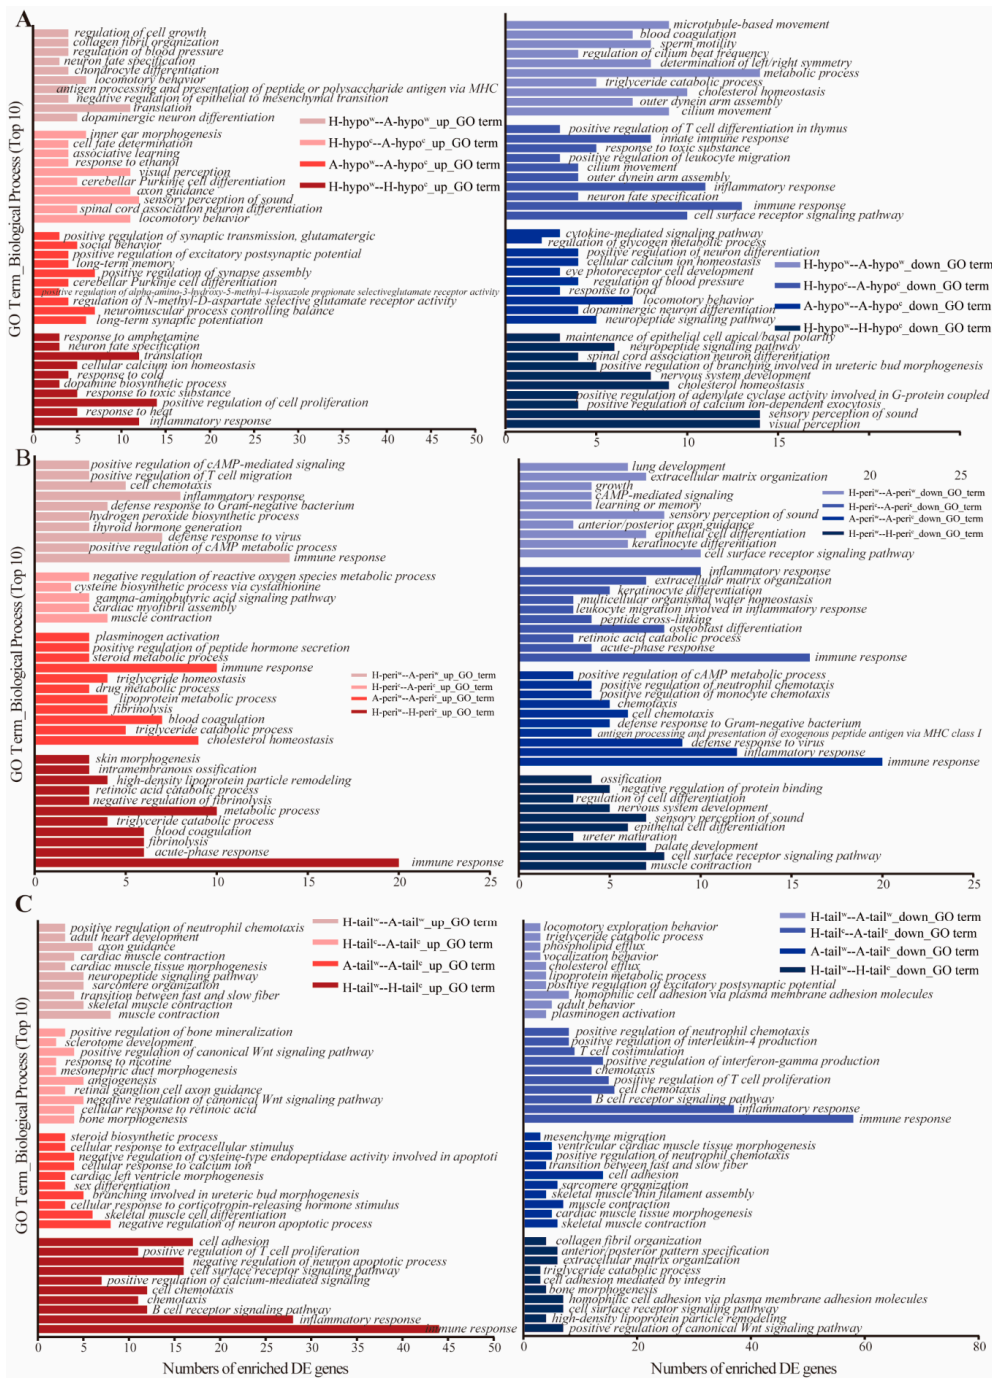 A
regulation of cell growth
collagen fibril organization
regulation of blood pressure
neuron fate specification
chondrocyte differentiation
locomotory behavior
antigen processing and presentation of peptide or polysaccharide antigen via MHC
negative regulation of epithelial to mesenchymal transition
translation
dopaminergic neuron differentiation
inner ear morphogenesis
cell fate determination
associative learning
response to ethanol
visual perception
cerebellar Purkinje cell differentiation
axon guidance
sensory perception of sound
spinal cord association neuron differentiation
locomotory behavior
positive regulation of synaptic transmission, glutamatergic
social behavior
positive regulation of excitatory postsynaptic potential
long-term memory
positive regulation of synapse assembly
cerebellar Purkinje cell differentiation
positive regulation of alpha-amino-3-hydroxy-5-methyl-4-isoxazole propionate selectiveglutamate receptor activity
regulation of N-methyl-D-aspartate selective glutamate receptor activity
neuromuscular process controlling balance
long-term synaptic potentiation
response to amphetamine
neuron fate specification
translation
cellular calcium ion homeostasis
response to cold
dopamine biosynthetic process
response to toxic substance
positive regulation of cell proliferation
response to heat
inflammatory response
H-hypoʷ--A-hypoʷ_up_GO term
H-hypoᶜ--A-hypoᶜ_up_GO term
A-hypoʷ--A-hypoᶜ_up_GO term
H-hypoʷ--H-hypoᶜ_up_GO term
0 5 10 15 20 25 30 35 40 45 50
GO Term_Biological Process (Top 10)
microtubule-based movement
blood coagulation
sperm motility
regulation of cilium beat frequency
determination of left/right symmetry
metabolic process
triglyceride catabolic process
cholesterol homeostasis
outer dynein arm assembly
cilium movement
positive regulation of T cell differentiation in thymus
innate immune response
response to toxic substance
positive regulation of leukocyte migration
cilium movement
outer dynein arm assembly
inflammatory response
neuron fate specification
immune response
cell surface receptor signaling pathway
cytokine-mediated signaling pathway
regulation of glycogen metabolic process
positive regulation of neuron differentiation
cellular calcium ion homeostasis
eye photoreceptor cell development
regulation of blood pressure
response to food
locomotory behavior
dopaminergic neuron differentiation
neuropeptide signaling pathway
maintenance of epithelial cell apical/basal polarity
neuropeptide signaling pathway
spinal cord association neuron differentiation
positive regulation of branching involved in ureteric bud morphogenesis
nervous system development
cholesterol homeostasis
positive regulation of adenylate cyclase activity involved in G-protein coupled
positive regulation of calcium ion-dependent exocytosis
sensory perception of sound
visual perception
H-hypoʷ--A-hypoʷ_down_GO term
H-hypoᶜ--A-hypoᶜ_down_GO term
A-hypoʷ--A-hypoᶜ_down_GO term
H-hypoʷ--H-hypoᶜ_down_GO term
5 10 15
20 25
B
positive regulation of cAMP-mediated signaling
positive regulation of T cell migration
cell chemotaxis
inflammatory response
defense response to Gram-negative bacterium
hydrogen peroxide biosynthetic process
thyroid hormone generation
defense response to virus
positive regulation of cAMP metabolic process
immune response
negative regulation of reactive oxygen species metabolic process
cysteine biosynthetic process via cystathionine
gamma-aminobutyric acid signaling pathway
cardiac myofibril assembly
muscle contraction
plasminogen activation
positive regulation of peptide hormone secretion
steroid metabolic process
immune response
triglyceride homeostasis
drug metabolic process
lipoprotein metabolic process
fibrinolysis
blood coagulation
triglyceride catabolic process
cholesterol homeostasis
skin morphogenesis
intramembranous ossification
high-density lipoprotein particle remodeling
retinoic acid catabolic process
negative regulation of fibrinolysis
metabolic process
triglyceride catabolic process
blood coagulation
fibrinolysis
acute-phase response
immune response
H-periʷ--A-periʷ_up_GO_term
H-periᶜ--A-periᶜ_up_GO_term
A-periʷ--A-periᶜ_up_GO_term
H-periʷ--H-periᶜ_up_GO_term
0 5 10 15 20 25
GO Term_Biological Process (Top 10)
lung development
extracellular matrix organization
growth
cAMP-mediated signaling
learning or memory
sensory perception of sound
anterior/posterior axon guidance
epithelial cell differentiation
keratinocyte differentiation
cell surface receptor signaling pathway
inflammatory response
extracellular matrix organization
keratinocyte differentiation
multicellular organismal water homeostasis
leukocyte migration involved in inflammatory response
peptide cross-linking
osteoblast differentiation
retinoic acid catabolic process
acute-phase response
immune response
positive regulation of cAMP metabolic process
positive regulation of neutrophil chemotaxis
positive regulation of monocyte chemotaxis
chemotaxis
cell chemotaxis
defense response to Gram-negative bacterium
antigen processing and presentation of exogenous peptide antigen via MHC class I
defense response to virus
inflammatory response
immune response
ossification
negative regulation of protein binding
regulation of cell differentiation
nervous system development
sensory perception of sound
epithelial cell differentiation
ureter maturation
palate development
cell surface receptor signaling pathway
muscle contraction
H-periʷ--A-periʷ_down_GO_term
H-periᶜ--A-periᶜ_down_GO_term
A-periʷ--A-periᶜ_down_GO_term
H-periʷ--H-periᶜ_down_GO_term
0 5 10 15 20 25
C
positive regulation of neutrophil chemotaxis
adult heart development
axon guidance
cardiac muscle contraction
cardiac muscle tissue morphogenesis
neuropeptide signaling pathway
sarcomere organization
transition between fast and slow fiber
skeletal muscle contraction
muscle contraction
positive regulation of bone mineralization
sclerotome development
positive regulation of canonical Wnt signaling pathway
response to nicotine
mesonephric duct morphogenesis
angiogenesis
retinal ganglion cell axon guidance
negative regulation of canonical Wnt signaling pathway
cellular response to retinoic acid
bone morphogenesis
steroid biosynthetic process
cellular response to extracellular stimulus
negative regulation of cysteine-type endopeptidase activity involved in apoptoti
cellular response to calcium ion
cardiac left ventricle morphogenesis
sex differentiation
branching involved in ureteric bud morphogenesis
cellular response to corticotropin-releasing hormone stimulus
skeletal muscle cell differentiation
negative regulation of neuron apoptotic process
cell adhesion
positive regulation of T cell proliferation
negative regulation of neuron apoptotic process
cell surface receptor signaling pathway
positive regulation of calcium-mediated signaling
cell chemotaxis
chemotaxis
B cell receptor signaling pathway
inflammatory response
immune response
H-tailʷ--A-tailʷ_up_GO term
H-tailᶜ--A-tailᶜ_up_GO term
A-tailʷ--A-tailᶜ_up_GO term
H-tailʷ--H-tailᶜ_up_GO term
0 5 10 15 20 25 30 35 40 45 50
Numbers of enriched DE genes
GO Term_Biological Process (Top 10)
locomotory exploration behavior
triglyceride catabolic process
phospholipid efflux
vocalization behavior
cholesterol efflux
lipoprotein metabolic process
positive regulation of excitatory postsynaptic potential
homophilic cell adhesion via plasma membrane adhesion molecules
adult behavior
plasminogen activation
positive regulation of neutrophil chemotaxis
positive regulation of interleukin-4 production
T cell costimulation
positive regulation of interferon-gamma production
chemotaxis
positive regulation of T cell proliferation
cell chemotaxis
B cell receptor signaling pathway
inflammatory response
immune response
mesenchyme migration
ventricular cardiac muscle tissue morphogenesis
positive regulation of neutrophil chemotaxis
transition between fast and slow fiber
cell adhesion
sarcomere organization
skeletal muscle thin filament assembly
muscle contraction
cardiac muscle tissue morphogenesis
skeletal muscle contraction
collagen fibril organization
anterior/posterior pattern specification
extracellular matrix organization
triglyceride catabolic process
cell adhesion mediated by integrin
bone morphogenesis
homophilic cell adhesion via plasma membrane adhesion molecules
cell surface receptor signaling pathway
high-density lipoprotein particle remodeling
positive regulation of canonical Wnt signaling pathway
H-tailʷ--A-tailʷ_down_GO term
H-tailᶜ--A-tailᶜ_down_GO term
A-tailʷ--A-tailᶜ_down_GO term
H-tailʷ--H-tailᶜ_down_GO term
0 20 40 60 80
Numbers of enriched DE genes